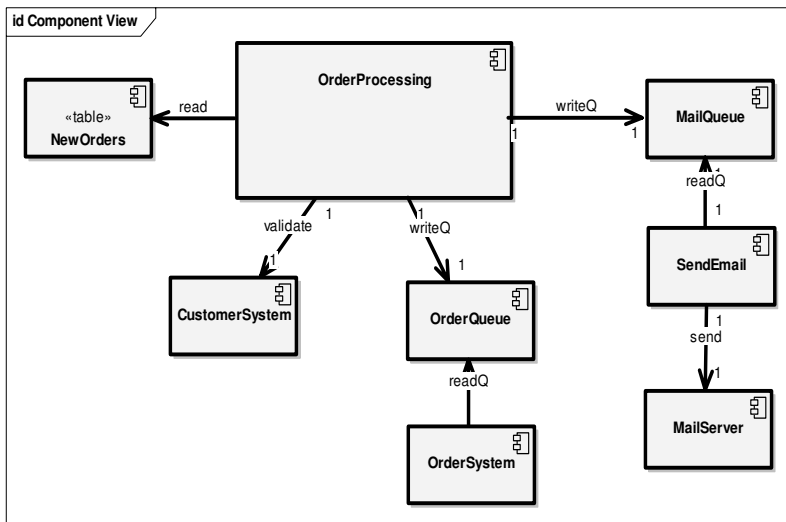 id Component View
OrderProcessing
«table»
NewOrders
read
writeQ
1
1
MailQueue
1
readQ
1
validate
1
1
writeQ
1
1
SendEmail
CustomerSystem
OrderQueue
1
send
1
readQ
MailServer
OrderSystem